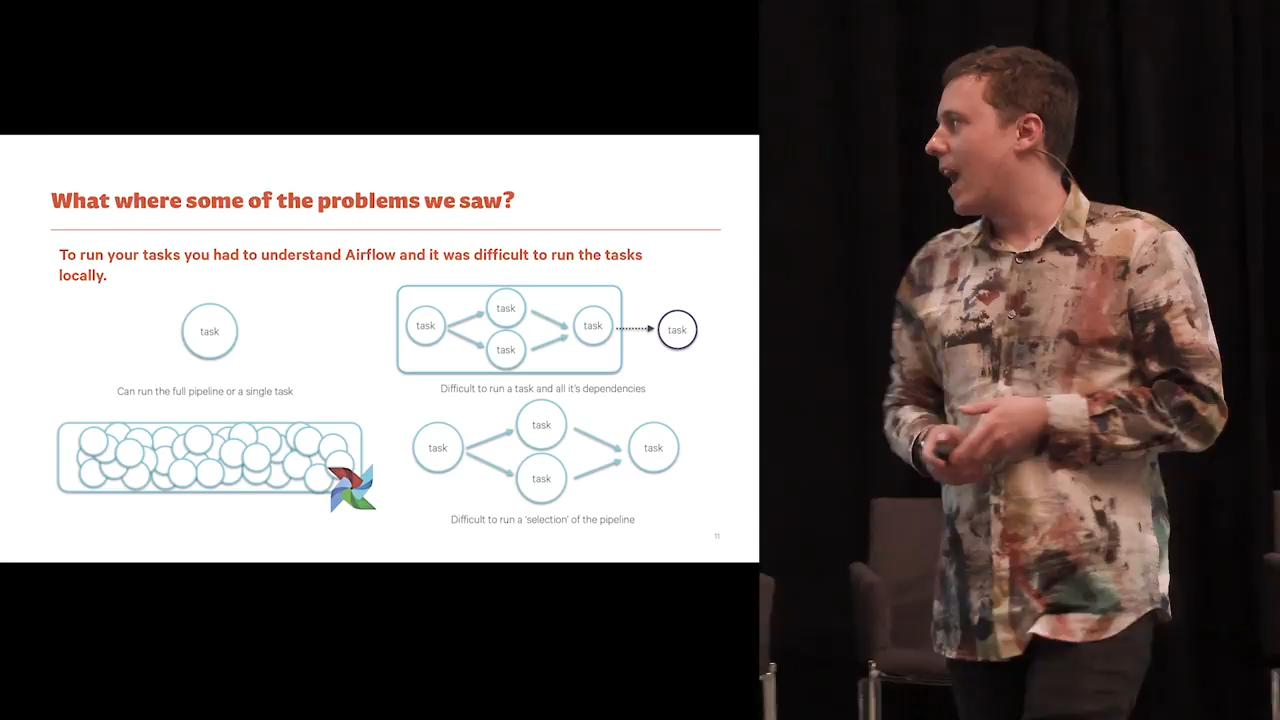 What where some of the problems we saw?
To run your tasks you had to understand Airflow and it was difficult to run the tasks
locally.
task
Can run the full pipeline or a single task
task
task
task
task
task
Difficult to run a task and all it's dependencies
task
task
task
task
Difficult to run a 'selection' of the pipeline
11